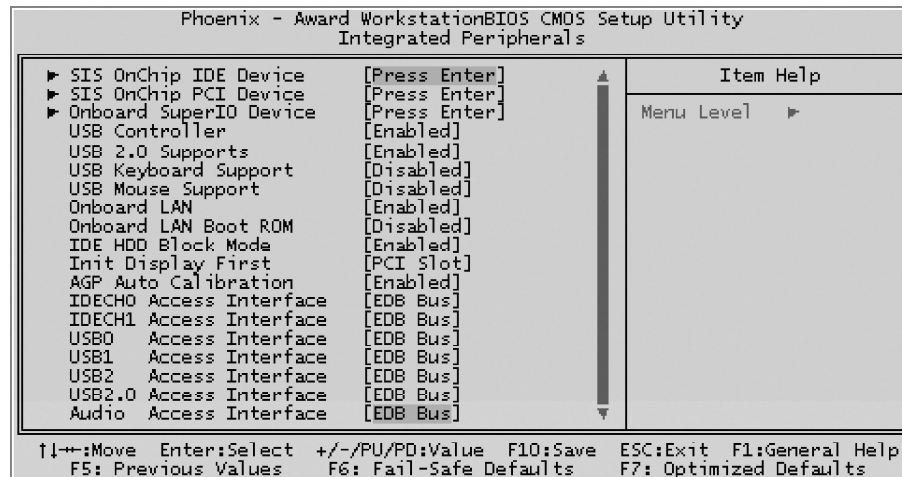 Phoenix - Award WorkstationBIOS CMOS Setup Utility
Integrated Peripherals
► SIS OnChip IDE Device [Press Enter]
► SIS OnChip PCI Device [Press Enter]
► Onboard SuperIO Device [Press Enter]
USB Controller [Enabled]
USB 2.0 Supports [Enabled]
USB Keyboard Support [Disabled]
USB Mouse Support [Disabled]
Onboard LAN [Enabled]
Onboard LAN Boot ROM [Disabled]
IDE HDD Block Mode [Enabled]
Init Display First [PCI Slot]
AGP Auto Calibration [Enabled]
IDECH0 Access Interface [EDB Bus]
IDECH1 Access Interface [EDB Bus]
USB0 Access Interface [EDB Bus]
USB1 Access Interface [EDB Bus]
USB2 Access Interface [EDB Bus]
USB2.0 Access Interface [EDB Bus]
Audio Access Interface [EDB Bus]
Item Help
Menu Level ►
↑↓→←:Move Enter:Select +/-/PU/PD:Value F10:Save ESC:Exit F1:General Help
F5: Previous Values F6: Fail-Safe Defaults F7: Optimized Defaults